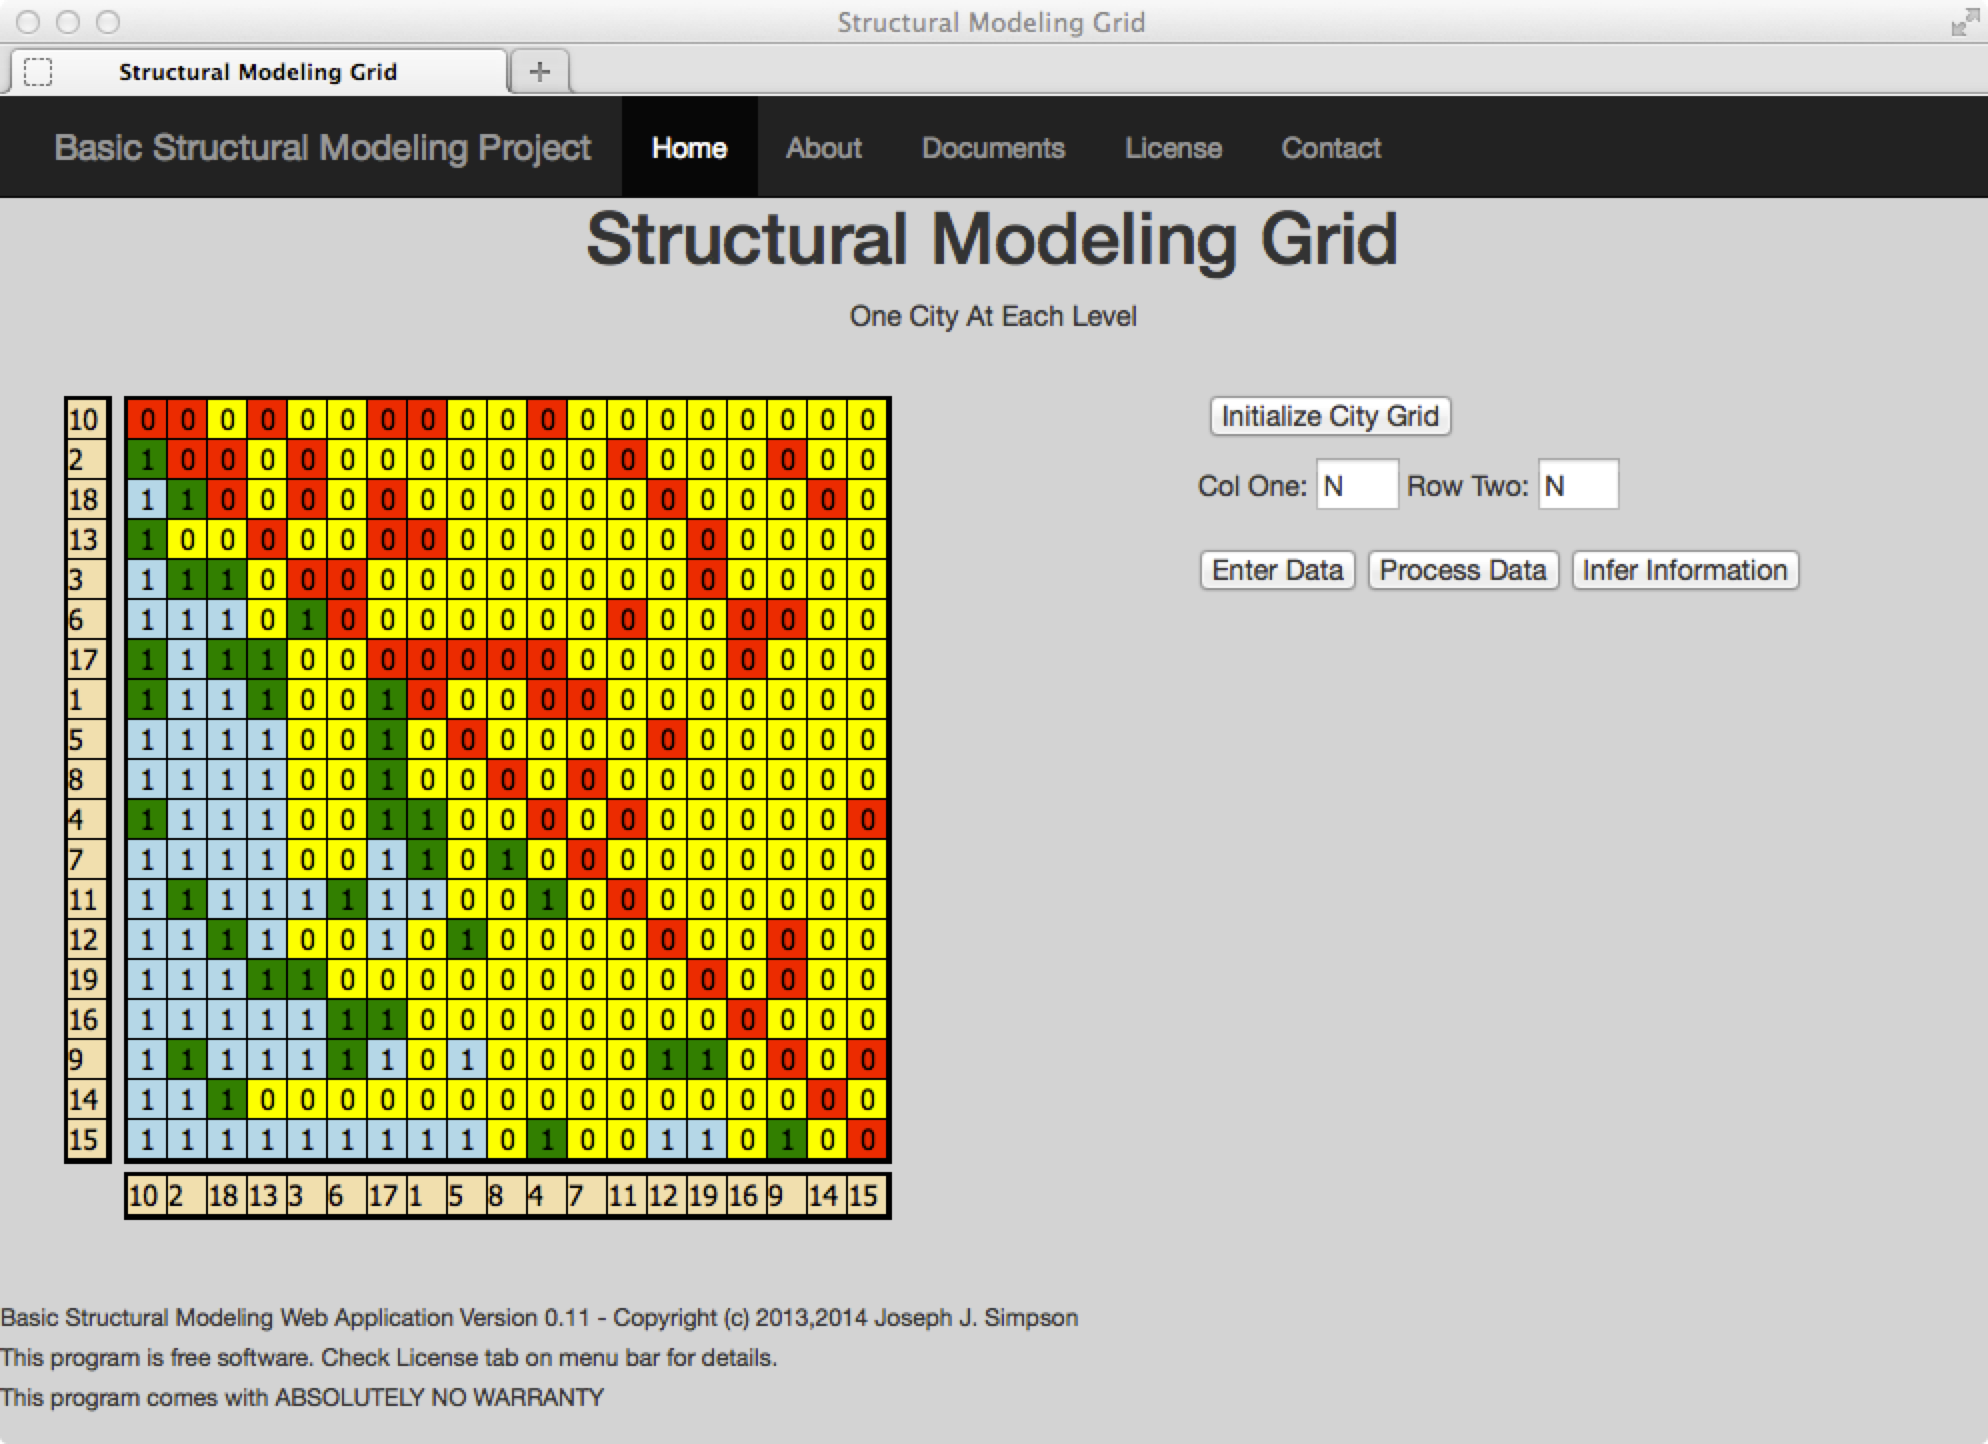 Structural Modeling Grid
Structural Modeling Grid +
Basic Structural Modeling Project Home About Documents License Contact
Structural Modeling Grid
One City At Each Level
10 0 0 0 0 0 0 0 0 0 0 0 0 0 0 0 0 0 0 0
2 1 0 0 0 0 0 0 0 0 0 0 0 0 0 0 0 0 0 0
18 1 1 0 0 0 0 0 0 0 0 0 0 0 0 0 0 0 0 0
13 1 0 0 0 0 0 0 0 0 0 0 0 0 0 0 0 0 0 0
3 1 1 1 0 0 0 0 0 0 0 0 0 0 0 0 0 0 0 0
6 1 1 1 0 1 0 0 0 0 0 0 0 0 0 0 0 0 0 0
17 1 1 1 1 0 0 0 0 0 0 0 0 0 0 0 0 0 0 0
1 1 1 1 1 0 0 1 0 0 0 0 0 0 0 0 0 0 0 0
5 1 1 1 1 0 0 1 0 0 0 0 0 0 0 0 0 0 0 0
8 1 1 1 1 0 0 1 0 0 0 0 0 0 0 0 0 0 0 0
4 1 1 1 1 0 0 1 1 0 0 0 0 0 0 0 0 0 0 0
7 1 1 1 1 0 0 1 1 0 1 0 0 0 0 0 0 0 0 0
11 1 1 1 1 1 1 1 1 0 0 1 0 0 0 0 0 0 0 0
12 1 1 1 1 0 0 1 0 1 0 0 0 0 0 0 0 0 0 0
19 1 1 1 1 1 0 0 0 0 0 0 0 0 0 0 0 0 0 0
16 1 1 1 1 1 1 1 0 0 0 0 0 0 0 0 0 0 0 0
9 1 1 1 1 1 1 1 0 1 0 0 0 0 1 1 0 0 0 0
14 1 1 1 0 0 0 0 0 0 0 0 0 0 0 0 0 0 0 0
15 1 1 1 1 1 1 1 1 1 0 1 0 0 1 1 0 1 0 0
10 2 18 13 3 6 17 1 5 8 4 7 11 12 19 16 9 14 15
Initialize City Grid
Col One: N Row Two: N
Enter Data Process Data Infer Information
Basic Structural Modeling Web Application Version 0.11 - Copyright (c) 2013,2014 Joseph J. Simpson
This program is free software. Check License tab on menu bar for details.
This program comes with ABSOLUTELY NO WARRANTY